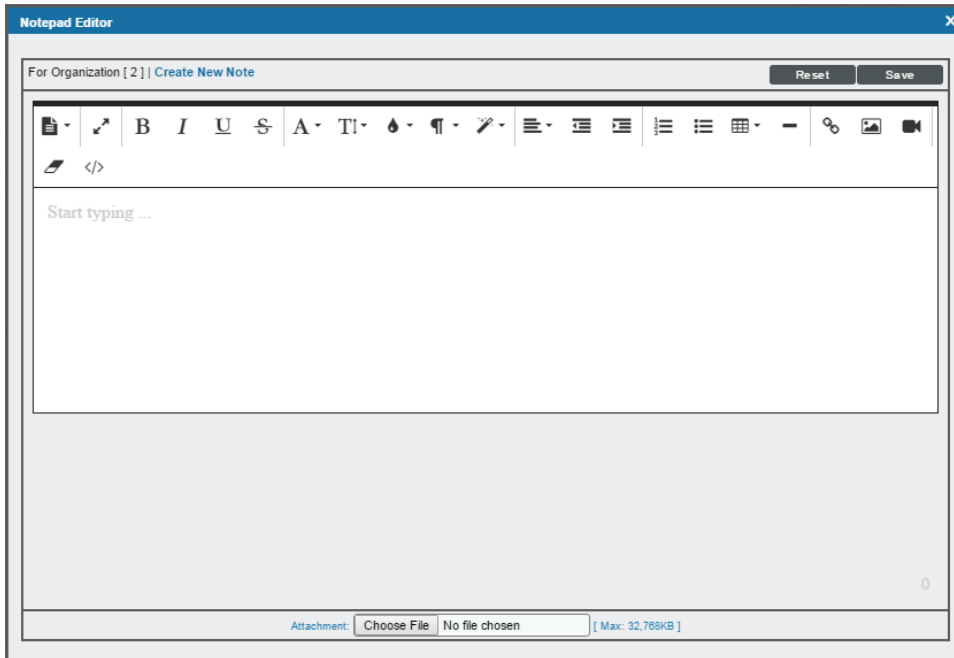 Notepad Editor
For Organization [ 2 ] | Create New Note
Reset
Save
B I U S A T
</>
Start typing ...
0
Attachment: Choose File No file chosen [ Max: 32,768KB ]